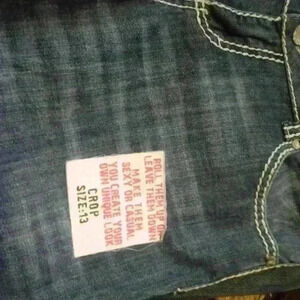 ROLL THEM UP OR
LEAVE THEM DOWN
MAKE THEM
SEXY OR CASUAL
YOU CREATE YOUR
OWN UNIQUE LOOK
CROP
SIZE:13